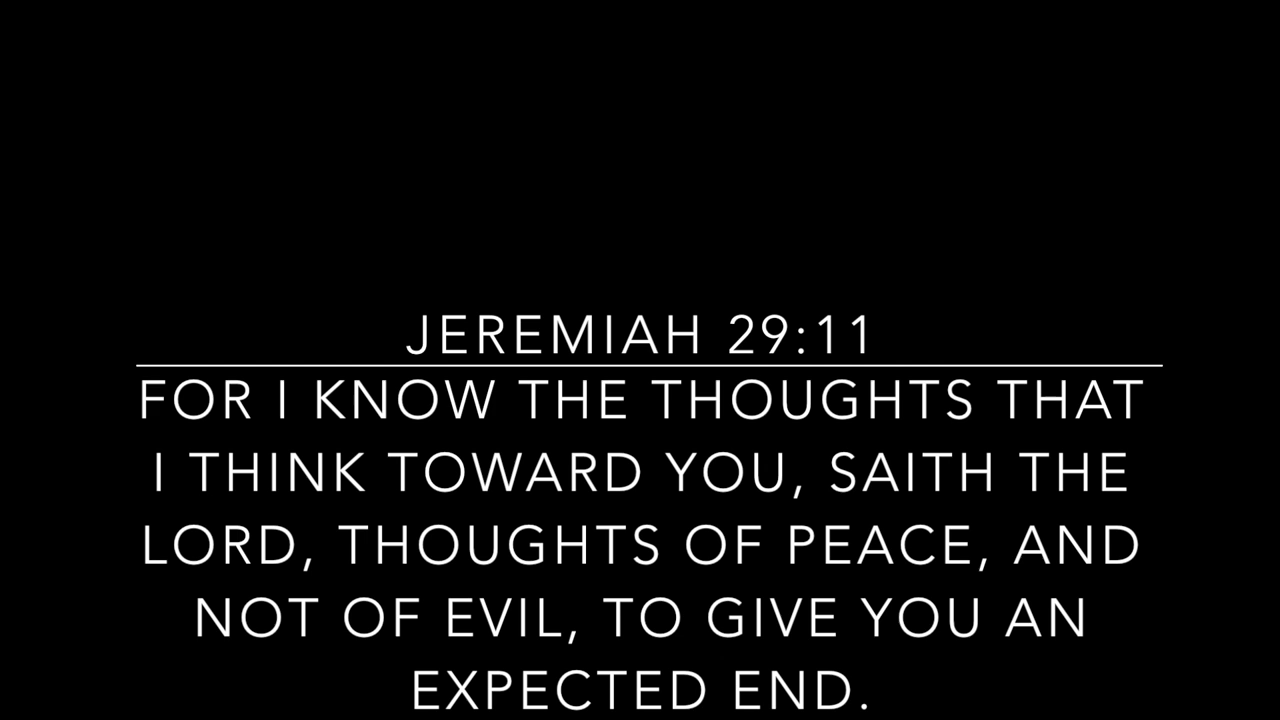 JEREMIAH 29:11
FOR I KNOW THE THOUGHTS THAT
I THINK TOWARD YOU, SAITH THE
LORD, THOUGHTS OF PEACE, AND
NOT OF EVIL, TO GIVE YOU AN
EXPECTED END.